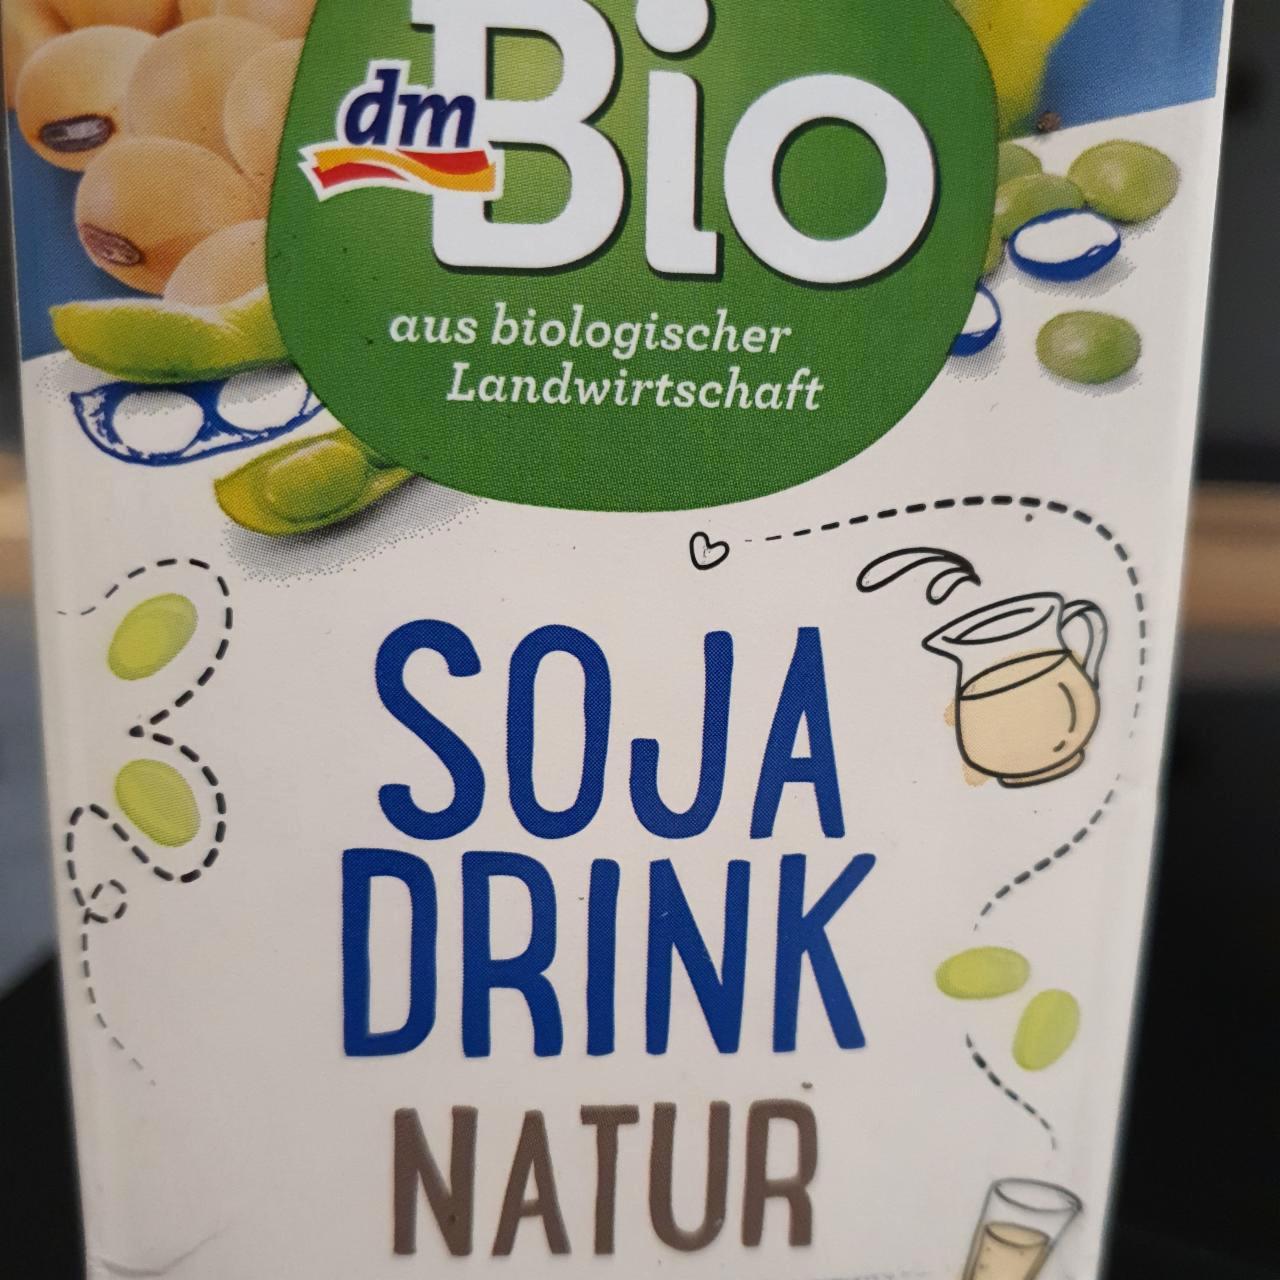 dm
Bio
aus biologischer
Landwirtschaft
SOJA
DRINK
NATUR